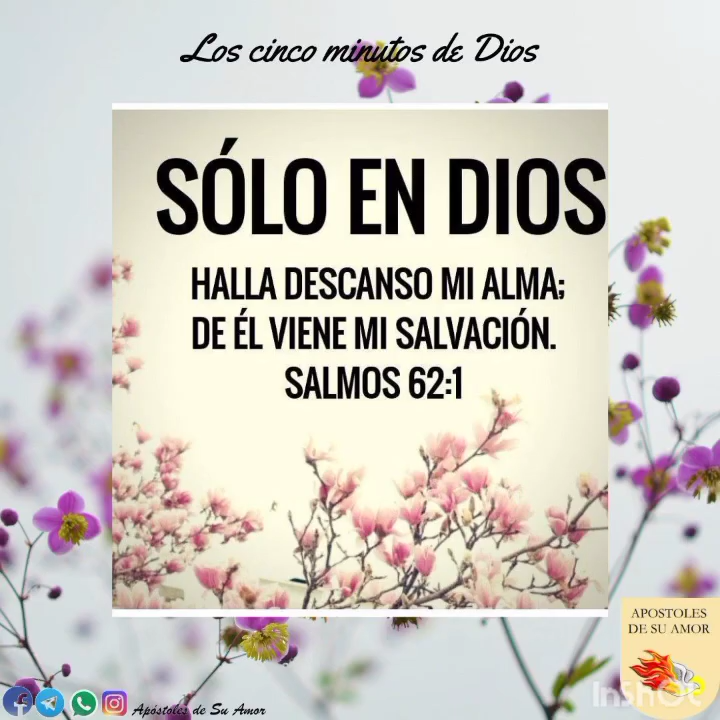 Los cinco minutos de Dios
SÓLO EN DIOS
HALLA DESCANSO MI ALMA;
DE ÉL VIENE MI SALVACIÓN.
SALMOS 62:1
APOSTOLES
DE SU AMOR
InShOt
Apóstoles de Su Amor